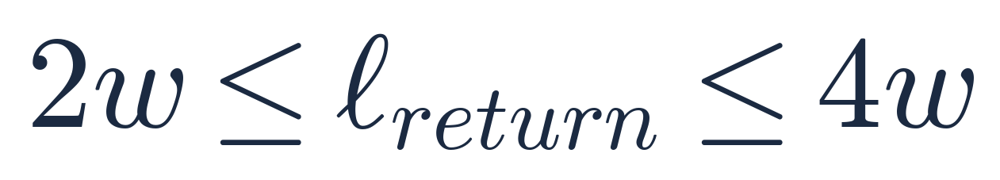 2w ≤ ℓ_return ≤ 4w